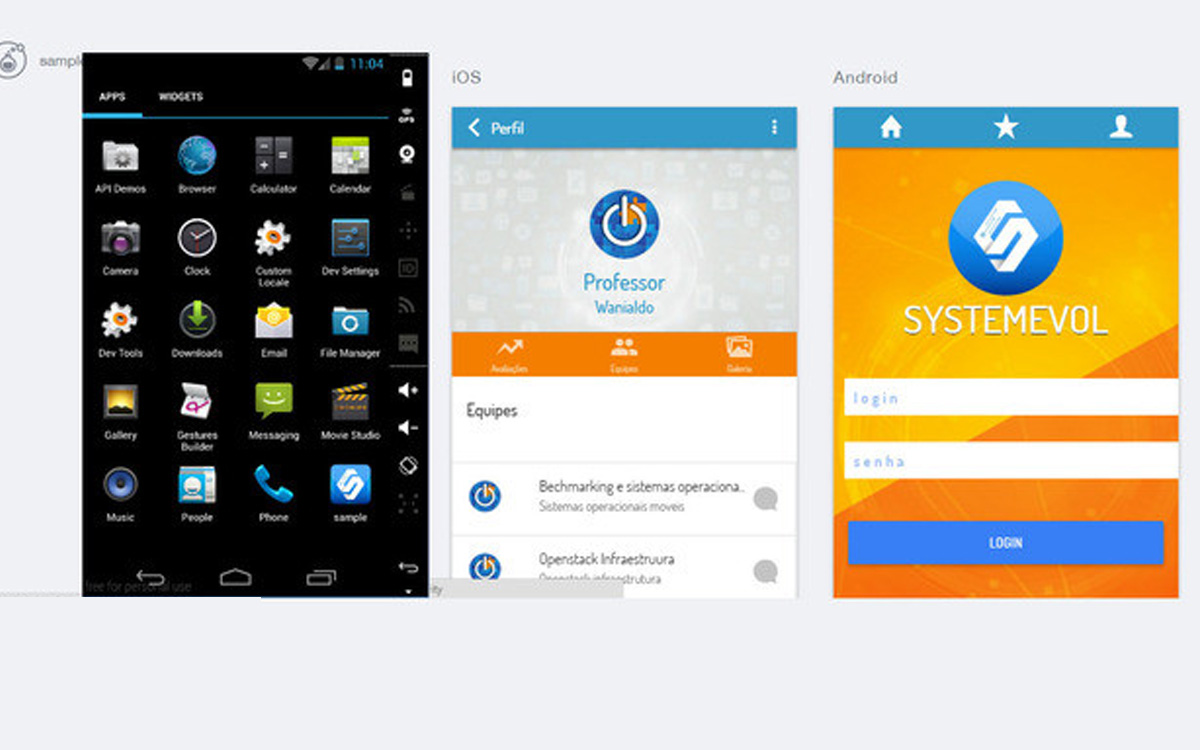 sample
11:04
APPS WIDGETS
GPS
API Demos Browser Calculator Calendar
Camera Clock Custom Locale Dev Settings
ID
Dev Tools Downloads Email File Manager
Gallery Gestures Builder Messaging Movie Studio
Music People Phone sample
free for personal use
iOS
Perfil
Professor
Wanialdo
Avaliações Equipes Galeria
Equipes
Bechmarking e sistemas operaciona..
Sistemas operacionais moveis
Openstack Infraestruura
Openstack infraestrutura
Android
SYSTEMEVOL
login
senha
LOGIN